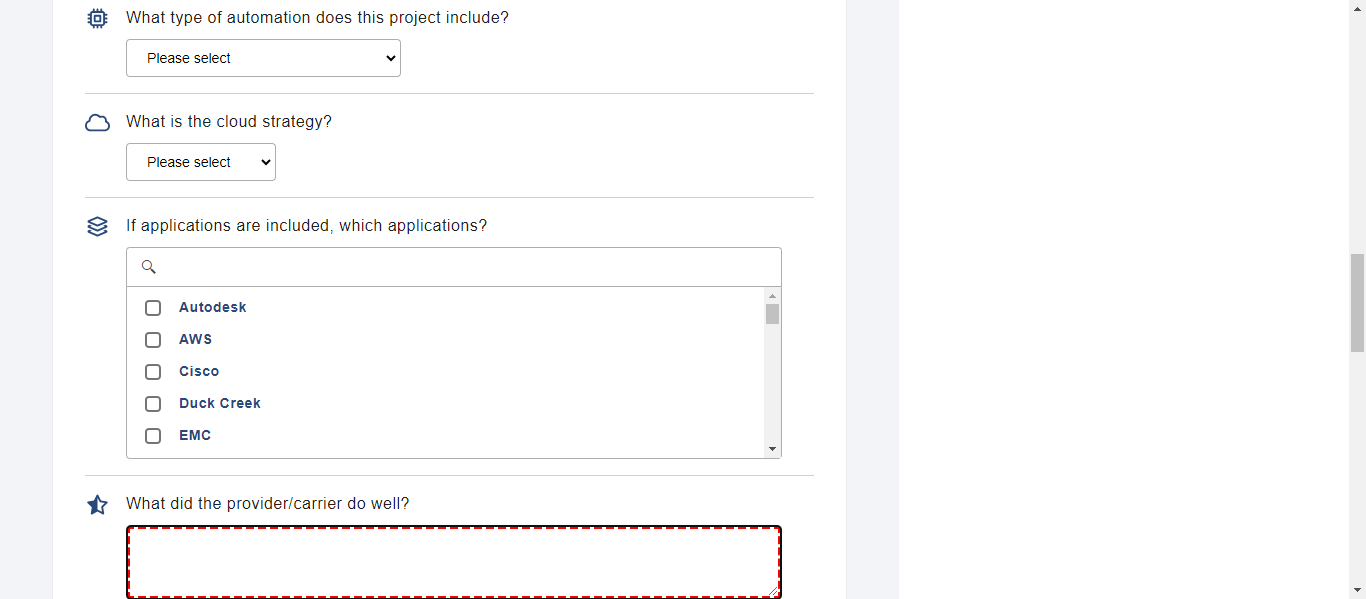 What type of automation does this project include?
Please select
What is the cloud strategy?
Please select
If applications are included, which applications?
Autodesk
AWS
Cisco
Duck Creek
EMC
What did the provider/carrier do well?